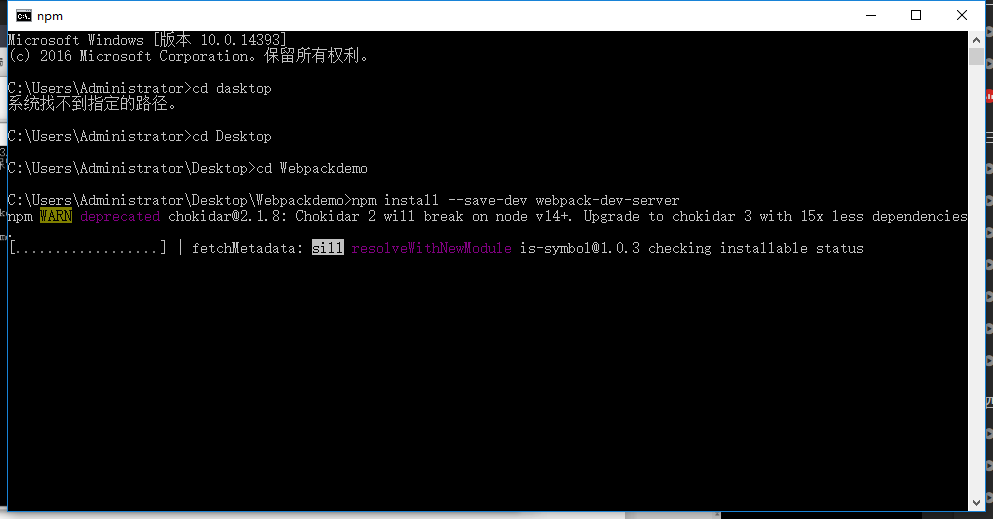 npm
Microsoft Windows [版本 10.0.14393]
(c) 2016 Microsoft Corporation。保留所有权利。
C:\Users\Administrator>cd dasktop
系统找不到指定的路径。
C:\Users\Administrator>cd Desktop
C:\Users\Administrator\Desktop>cd Webpackdemo
C:\Users\Administrator\Desktop\Webpackdemo>npm install --save-dev webpack-dev-server
npm WARN deprecated chokidar@2.1.8: Chokidar 2 will break on node v14+. Upgrade to chokidar 3 with 15x less dependencies
.
[.................] | fetchMetadata: sill resolveWithNewModule is-symbol@1.0.3 checking installable status